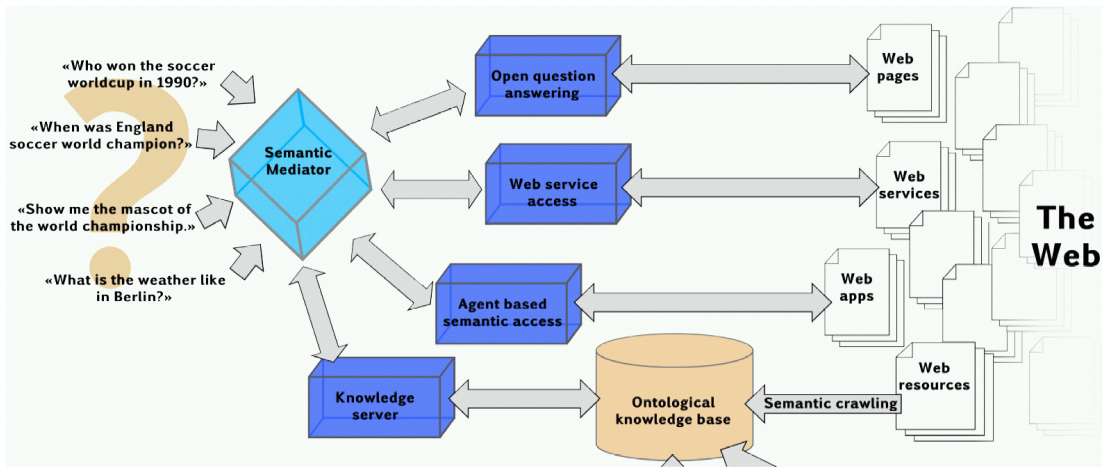 «Who won the soccer
worldcup in 1990?»
«When was England
soccer world champion?»
«Show me the mascot of
the world championship.»
«What is the weather like
in Berlin?»
Semantic
Mediator
Open question
answering
Web service
access
Agent based
semantic access
Knowledge
server
Ontological
knowledge base
Semantic crawling
Web
pages
Web
services
Web
apps
Web
resources
The
Web